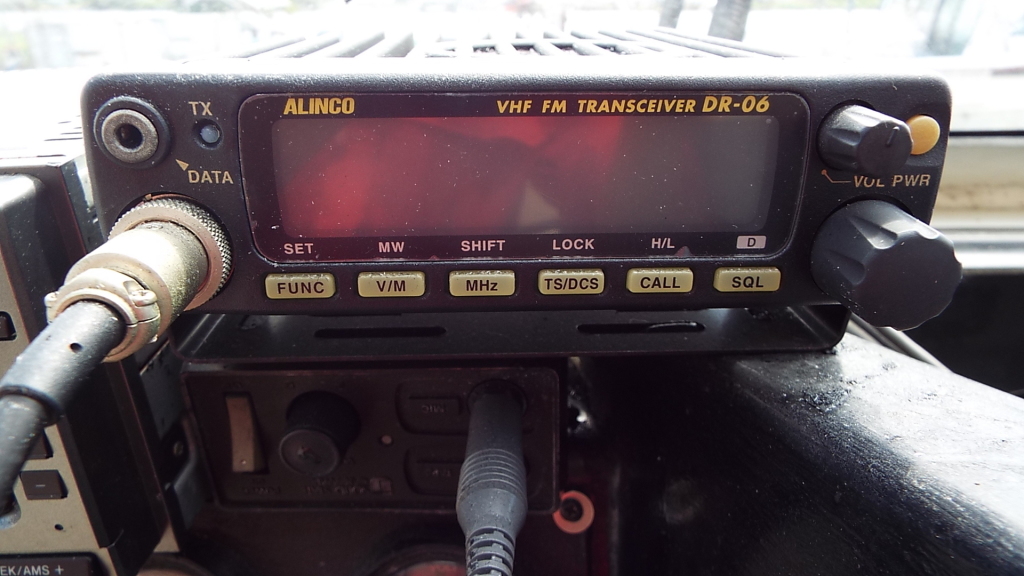 TX
ALINCO VHF FM TRANSCEIVER DR-06
DATA
VOL PWR
SET MW SHIFT LOCK H/L D
FUNC V/M MHz TS/DCS CALL SQL
EK/AMS +